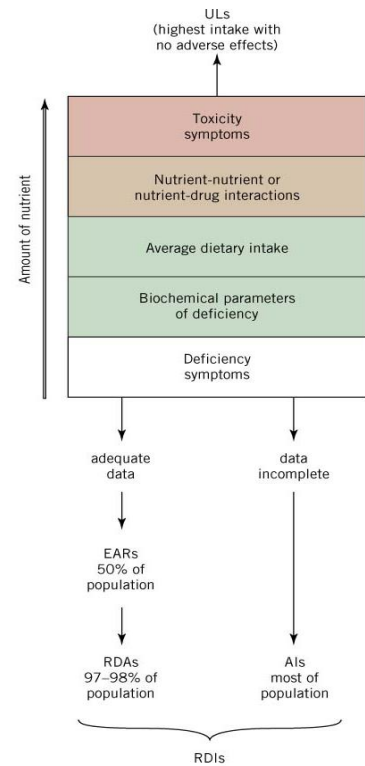 ULs
(highest intake with
no adverse effects)
Amount of nutrient
Toxicity
symptoms
Nutrient-nutrient or
nutrient-drug interactions
Average dietary intake
Biochemical parameters
of deficiency
Deficiency
symptoms
adequate
data
data
incomplete
EARs
50% of
population
RDAs
97–98% of
population
AIs
most of
population
RDIs